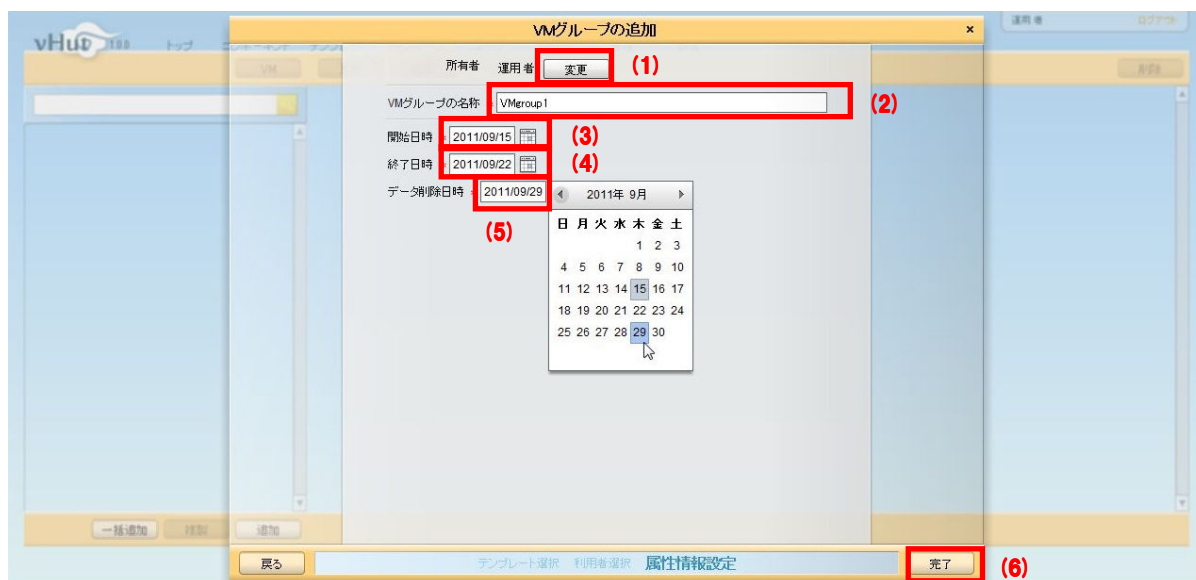 VMグループの追加 ×
運用者 ログアウト
vHut 1.0.0 トップ
VM 削除
所有者 運用者 変更 (1)
VMグループの名称 * VMgroup1 (2)
開始日時 * 2011/09/15 (3)
終了日時 * 2011/09/22 (4)
データ削除日時 * 2011/09/29
(5)
2011年 9月
日 月 火 水 木 金 土
1 2 3
4 5 6 7 8 9 10
11 12 13 14 15 16 17
18 19 20 21 22 23 24
25 26 27 28 29 30
一括追加 複製 追加
戻る テンプレート選択 利用者選択 属性情報設定 完了 (6)